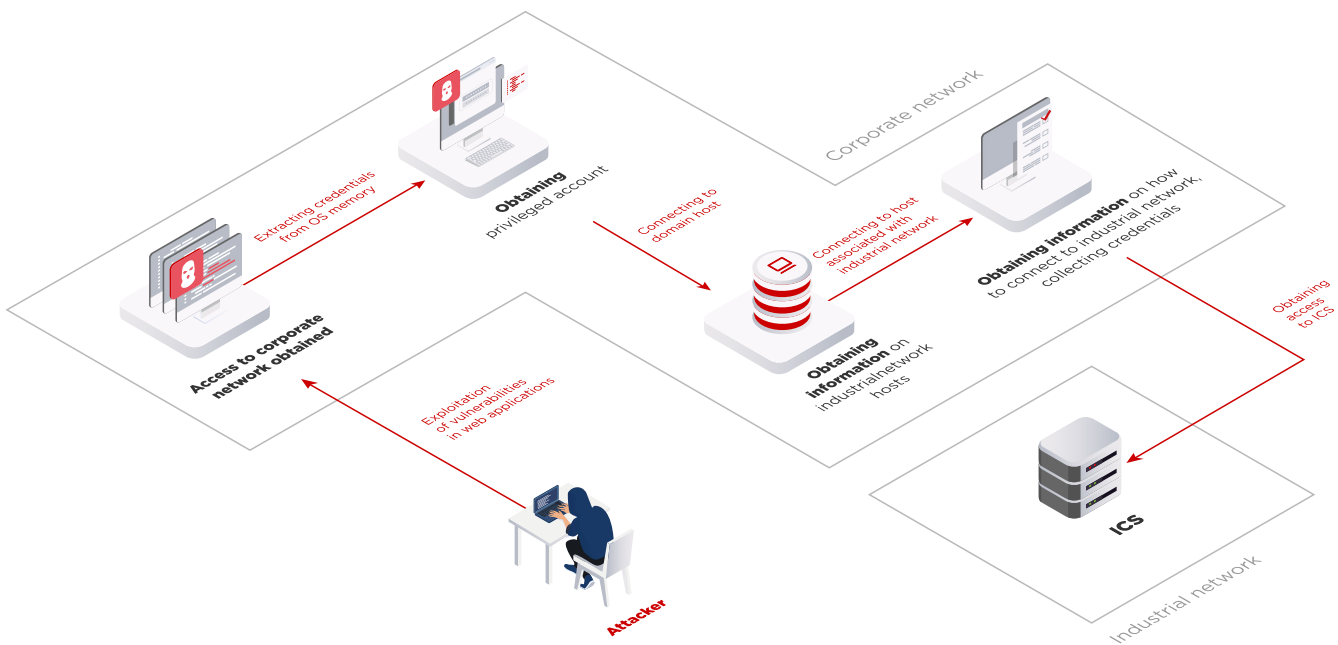 Corporate network
Extracting credentials
from OS memory
Obtaining
privileged account
Connecting to
domain host
Connecting to host
associated with
industrial network
Obtaining information on how
to connect to industrial network,
collecting credentials
Access to corporate
network obtained
Obtaining
information on
industrialnetwork
hosts
Obtaining
access
to ICS
Exploitation
of vulnerabilities
in web applications
ICS
Attacker
Industrial network